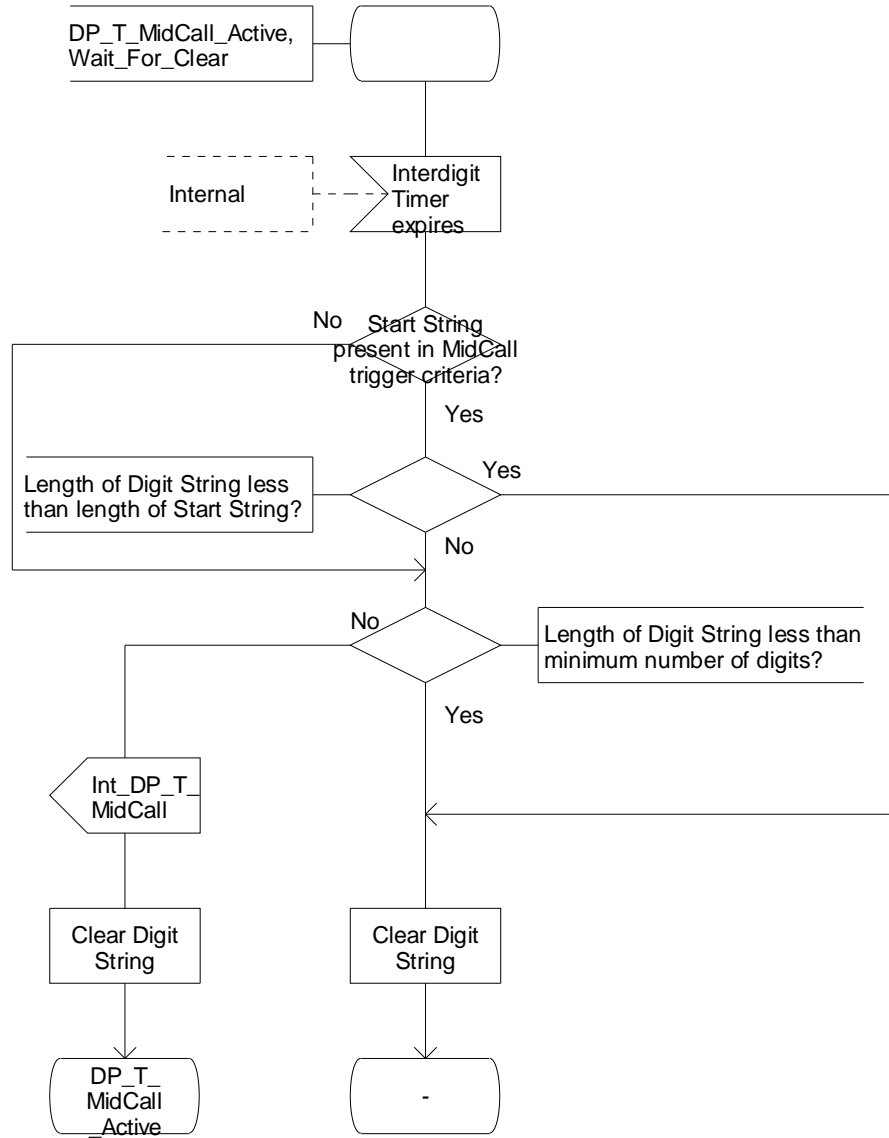 DP_T_MidCall_Active,
Wait_For_Clear
Internal
Interdigit
Timer
expires
No
Start String
present in MidCall
trigger criteria?
Yes
Length of Digit String less
than length of Start String?
Yes
No
No
Length of Digit String less than
minimum number of digits?
Yes
Int_DP_T_
MidCall
Clear Digit
String
Clear Digit
String
DP_T_
MidCall
_Active
-